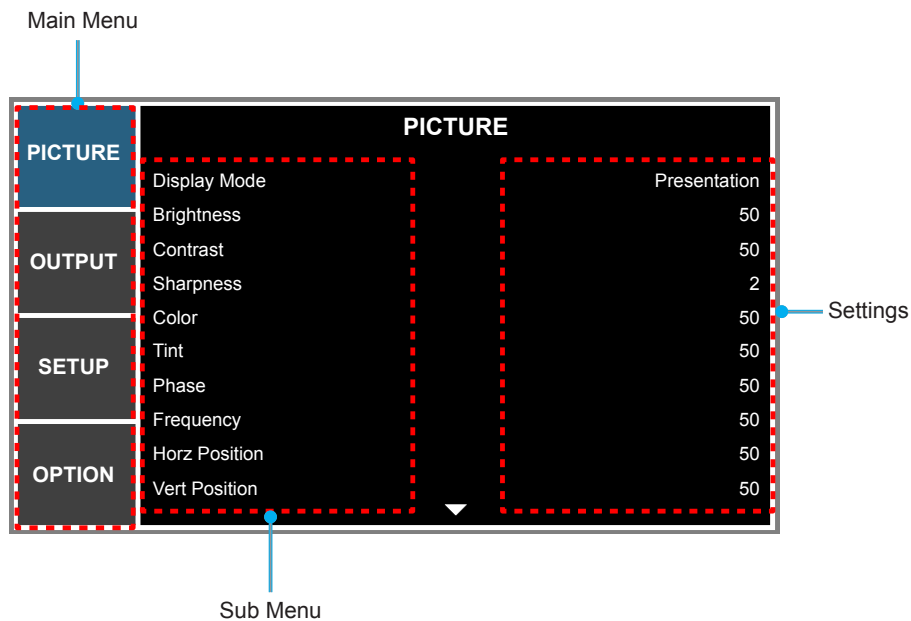 Main Menu
PICTURE
OUTPUT
SETUP
OPTION
PICTURE
Display Mode Presentation
Brightness 50
Contrast 50
Sharpness 2
Color 50
Tint 50
Phase 50
Frequency 50
Horz Position 50
Vert Position 50
Settings
Sub Menu